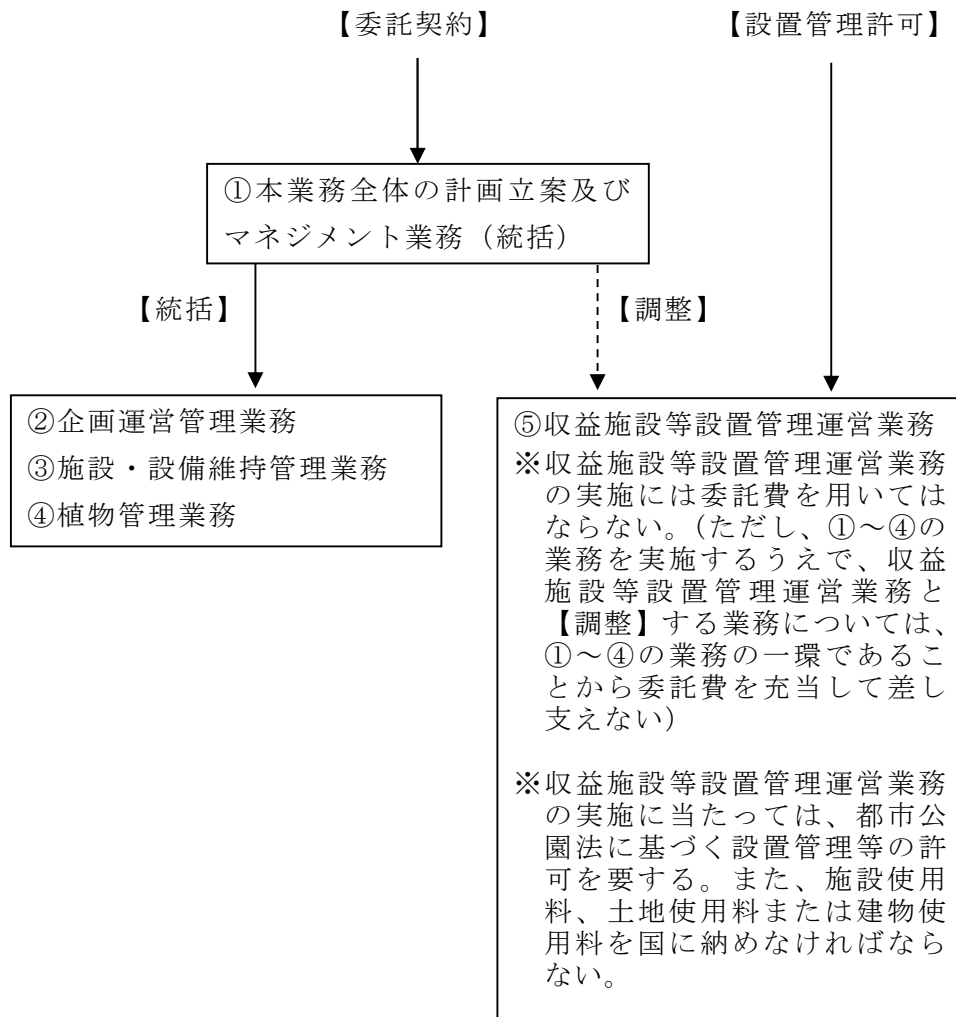 【委託契約】
【設置管理許可】
①本業務全体の計画立案及び
マネジメント業務（統括）
【統括】
【調整】
②企画運営管理業務
③施設・設備維持管理業務
④植物管理業務
⑤収益施設等設置管理運営業務
※収益施設等設置管理運営業務
の実施には委託費を用いては
ならない。（ただし、①～④の
業務を実施するうえで、収益
施設等設置管理運営業務と
【調整】する業務については、
①～④の業務の一環であるこ
とから委託費を充当して差し
支えない）
※収益施設等設置管理運営業務
の実施に当たっては、都市公
園法に基づく設置管理等の許
可を要する。また、施設使用
料、土地使用料または建物使
用料を国に納めなければなら
ない。